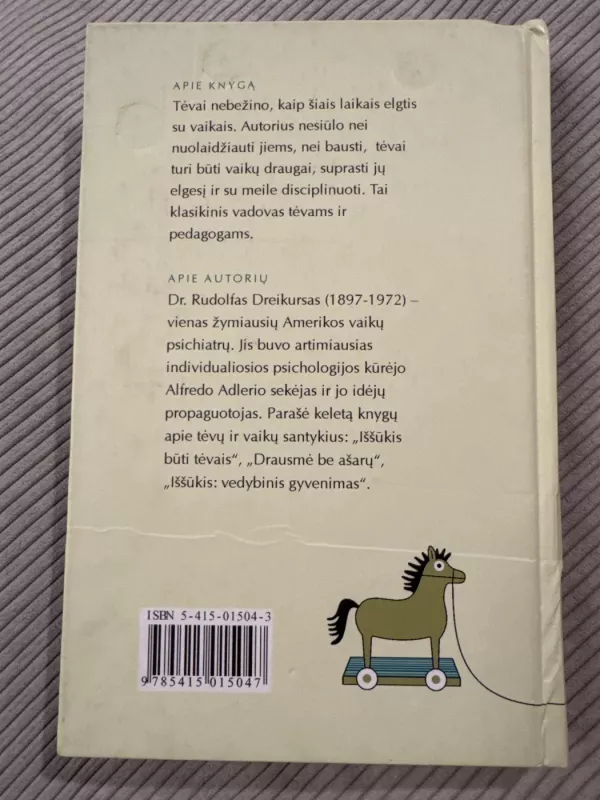 APIE KNYGĄ
Tėvai nebežino, kaip šiais laikais elgtis
su vaikais. Autorius nesiūlo nei
nuolaidžiauti jiems, nei bausti, tėvai
turi būti vaikų draugai, suprasti jų
elgesį ir su meile disciplinuoti. Tai
klasikinis vadovas tėvams ir
pedagogams.
APIE AUTORIŲ
Dr. Rudolfas Dreikursas (1897-1972) –
vienas žymiausių Amerikos vaikų
psichiatrų. Jis buvo artimiausias
individualiosios psichologijos kūrėjo
Alfredo Adlerio sekėjas ir jo idėjų
propaguotojas. Parašė keletą knygų
apie tėvų ir vaikų santykius: „Iššūkis
būti tėvais“, „Drausmė be ašarų“,
„Iššūkis: vedybinis gyvenimas“.
ISBN 5-415-01504-3
9 785415 015047